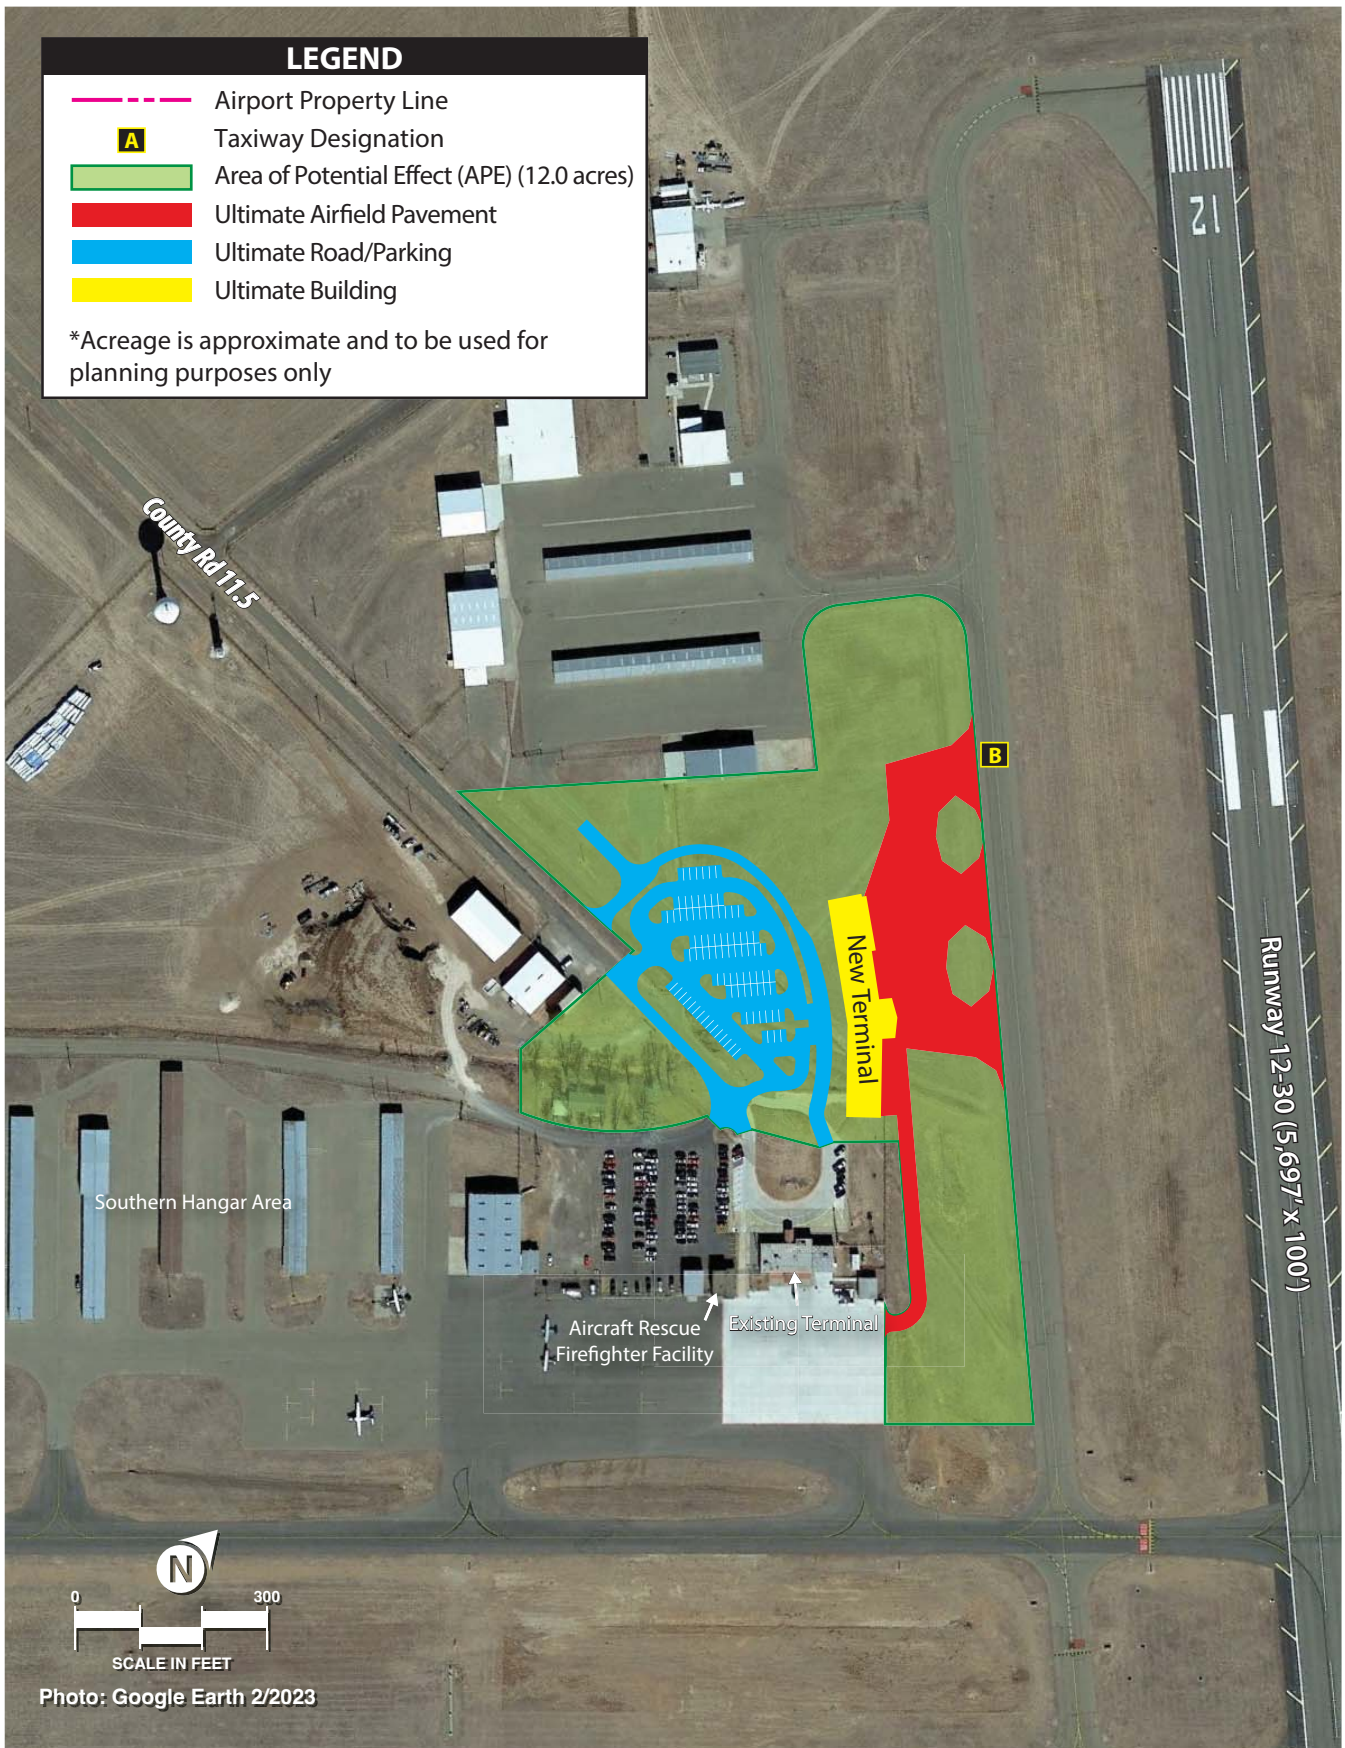 LEGEND
Airport Property Line
A
Taxiway Designation
Area of Potential Effect (APE) (12.0 acres)
Ultimate Airfield Pavement
Ultimate Road/Parking
Ultimate Building
*Acreage is approximate and to be used for
planning purposes only
12
County Rd 11.5
B
New Terminal
Runway 12-30 (5,697' x 100')
Southern Hangar Area
Aircraft Rescue
Firefighter Facility
Existing Terminal
N
0 300
SCALE IN FEET
Photo: Google Earth 2/2023